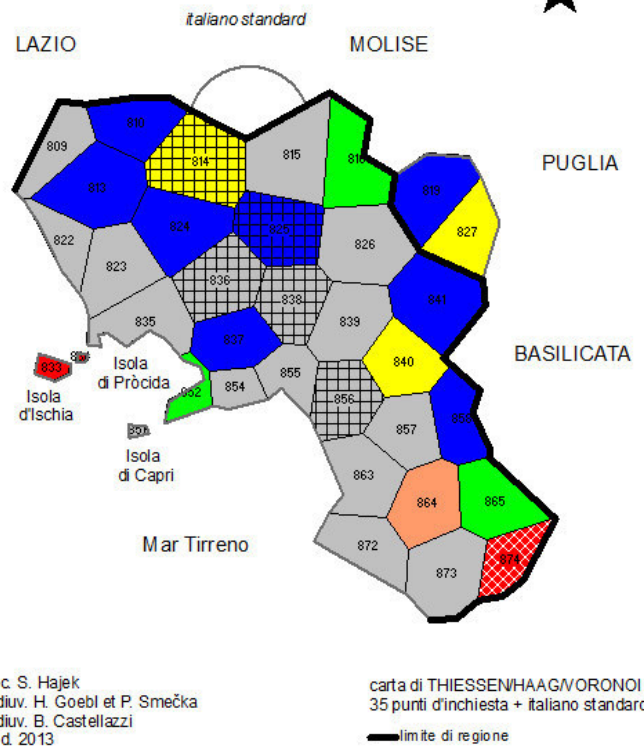 italiano standard
LAZIO
MOLISE
PUGLIA
BASILICATA
809
810
814
815
816
819
813
824
825
826
827
822
823
836
838
841
835
837
839
840
833
Isola
d'Ischia
Isola
di Pròcida
852
854
855
856
857
858
Isola
di Capri
863
864
865
Mar Tirreno
872
873
874
c. S. Hajek
diuv. H. Goebl et P. Smečka
diuv. B. Castellazzi
d. 2013
carta di THIESSEN/HAAG/VORONOI
35 punti d'inchiesta + italiano standard
limite di regione